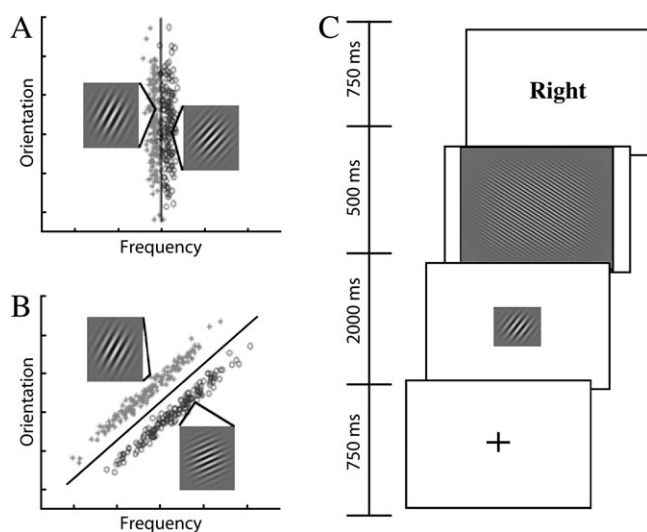 A
Orientation
Frequency
B
Orientation
Frequency
C
750 ms
Right
500 ms
2000 ms
750 ms